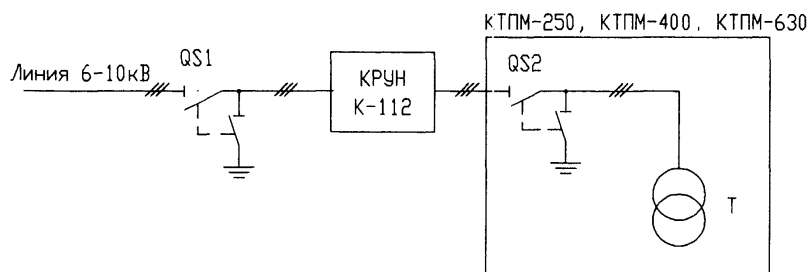 КТПМ-250, КТПМ-400, КТПМ-630
QS1
QS2
Линия 6-10кВ
КРУН
К-112
Т